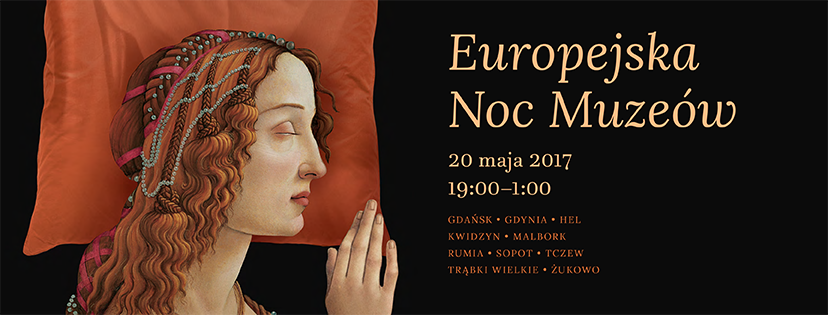 Europejska
Noc Muzeów
20 maja 2017
19:00–1:00
GDAŃSK • GDYNIA • HEL
KWIDZYN • MALBORK
RUMIA • SOPOT • TCZEW
TRĄBKI WIELKIE • ŻUKOWO